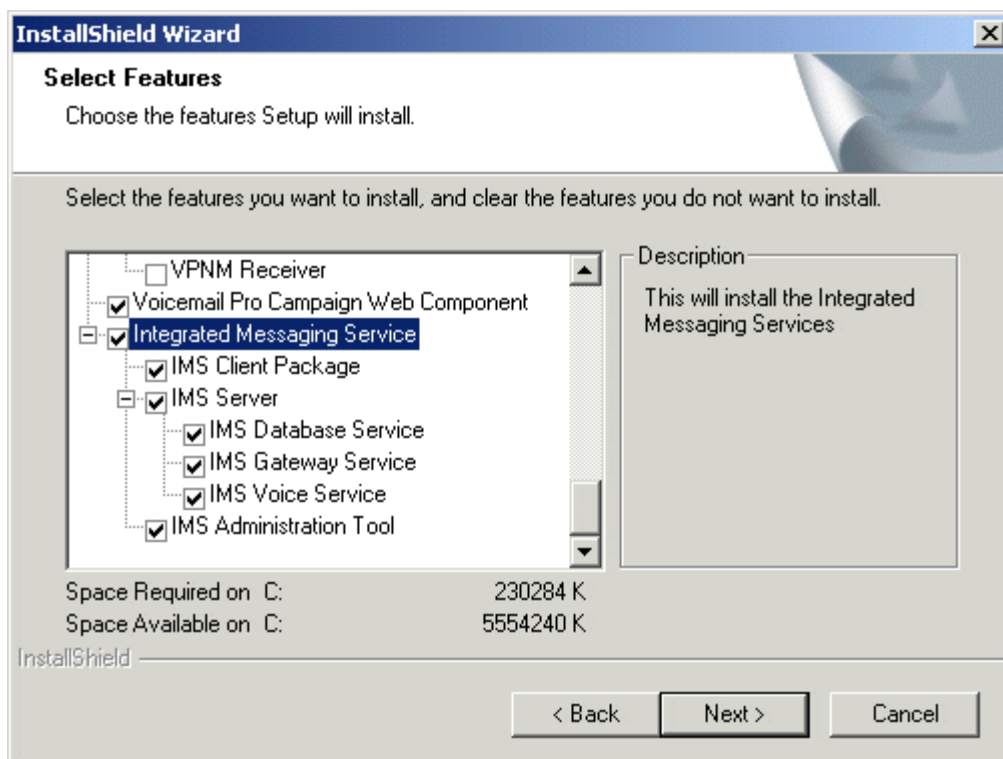 InstallShield Wizard
Select Features
Choose the features Setup will install.
Select the features you want to install, and clear the features you do not want to install.
VPNM Receiver
Voicemail Pro Campaign Web Component
Integrated Messaging Service
IMS Client Package
IMS Server
IMS Database Service
IMS Gateway Service
IMS Voice Service
IMS Administration Tool
Description
This will install the Integrated
Messaging Services
Space Required on C: 230284 K
Space Available on C: 5554240 K
InstallShield
< Back Next > Cancel